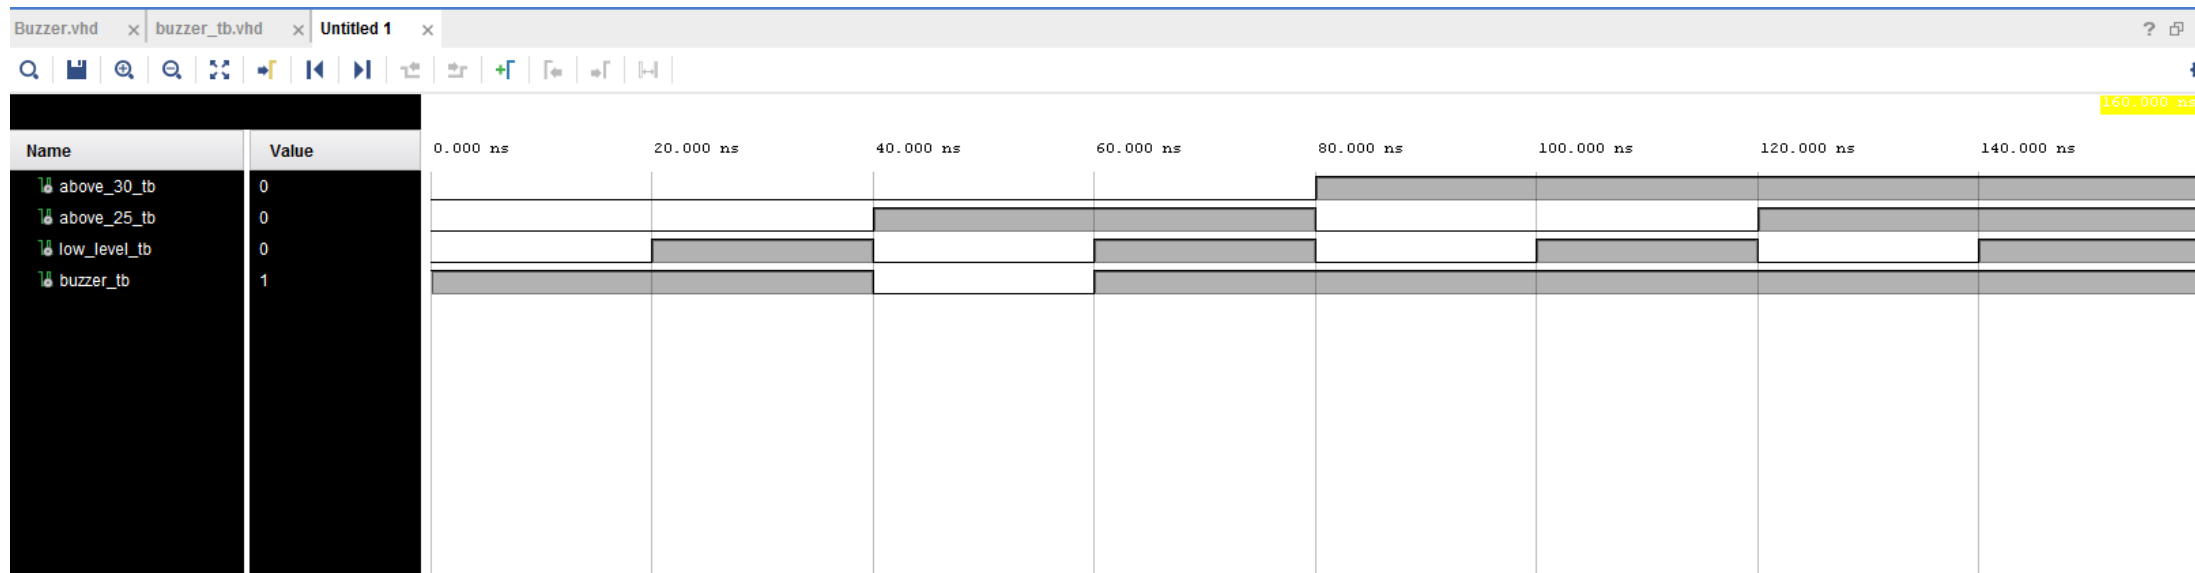 Buzzer.vhd × buzzer_tb.vhd × Untitled 1 ×
160.000 ns
Name Value 0.000 ns 20.000 ns 40.000 ns 60.000 ns 80.000 ns 100.000 ns 120.000 ns 140.000 ns
above_30_tb 0
above_25_tb 0
low_level_tb 0
buzzer_tb 1